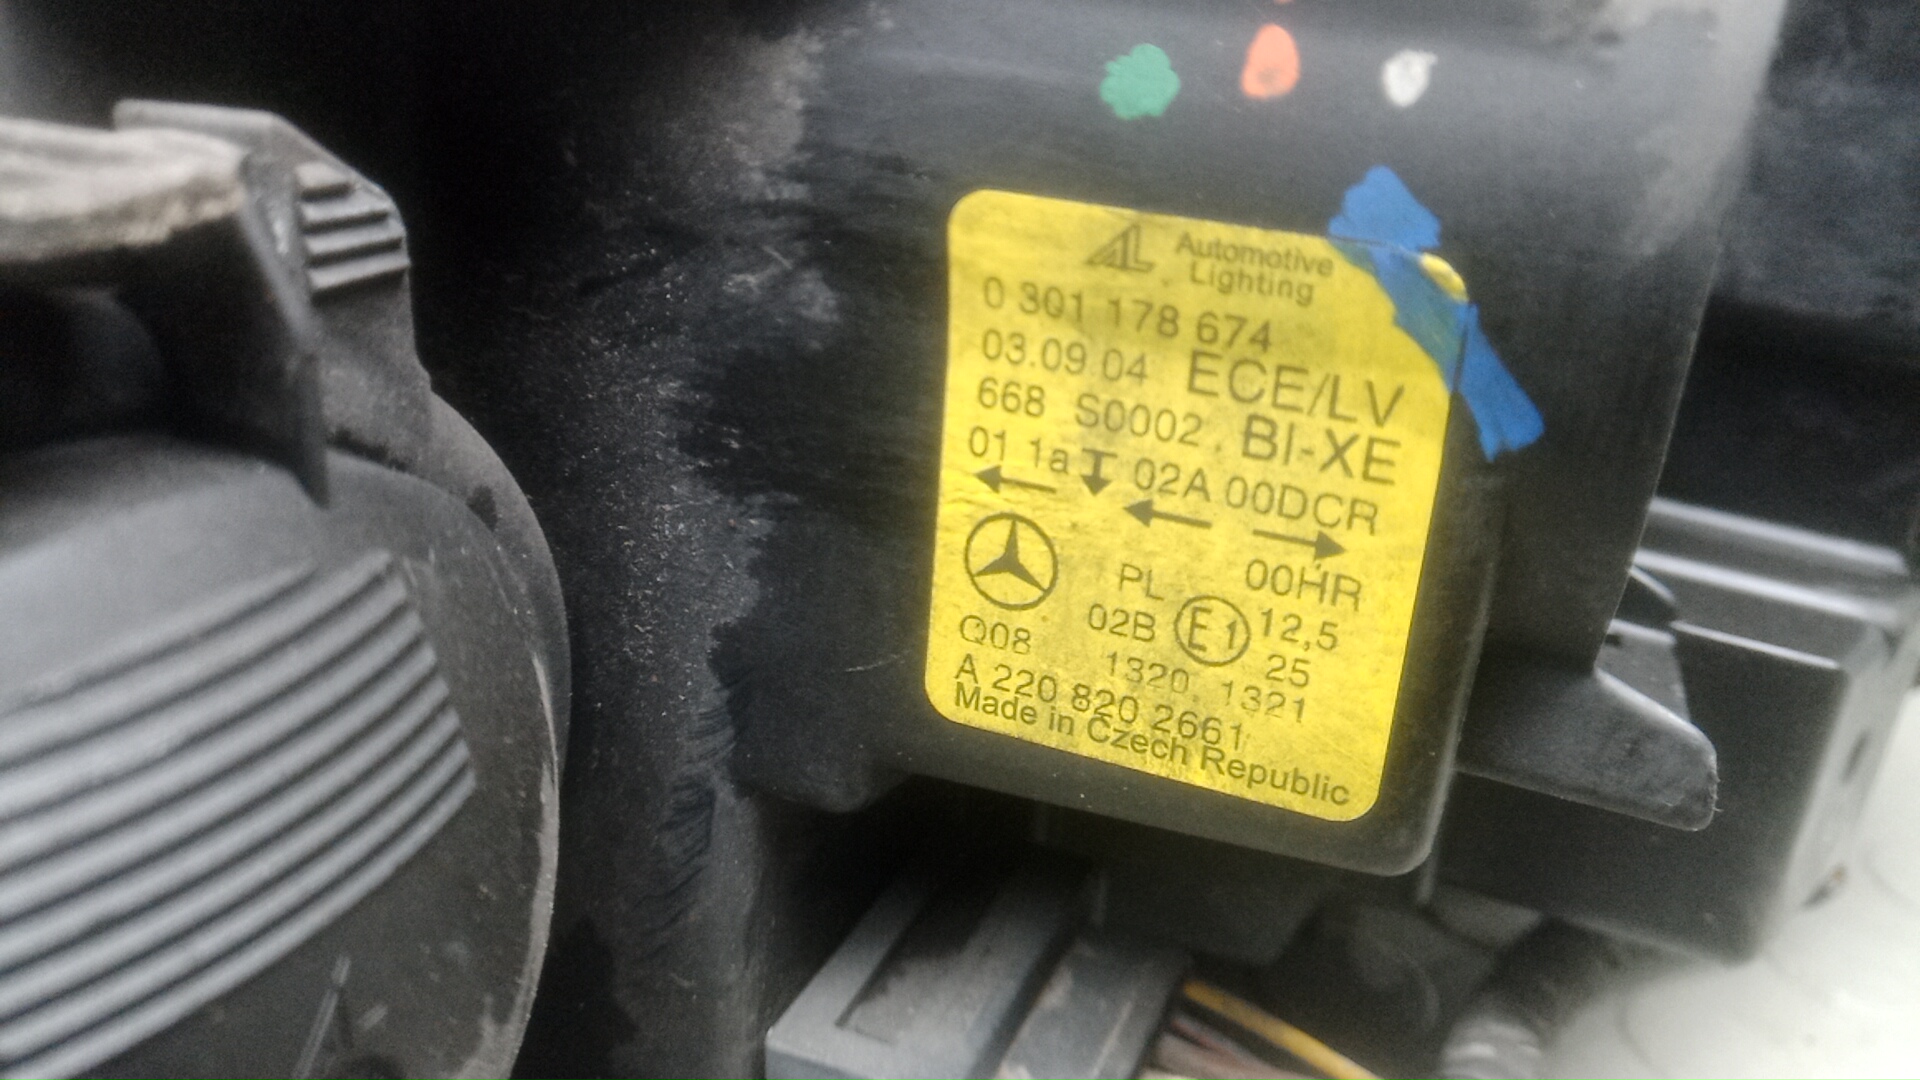 AL Automotive
Lighting
0 301 178 674
03.09.04 ECE/LV
668 S0002 BI-XE
01 1a 02A 00DCR
PL 00HR
Q08 02B E1 12,5
25
1320 1321
A 220 820 2661
Made in Czech Republic